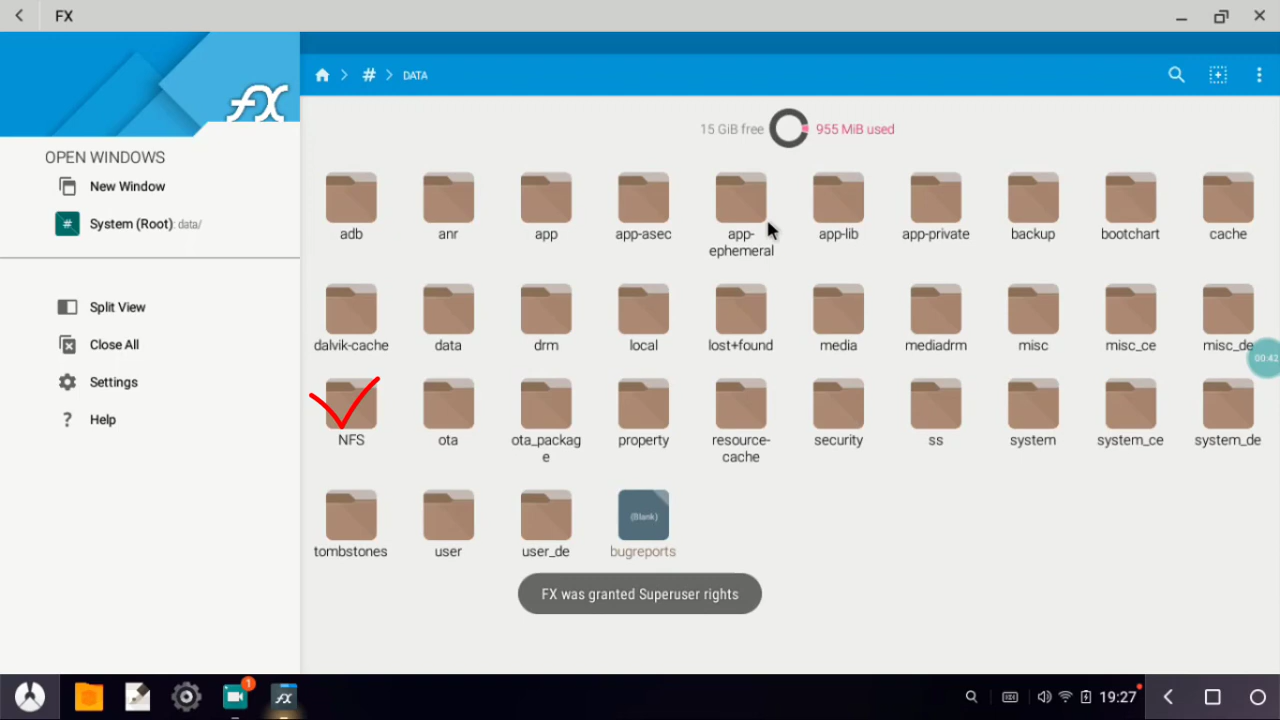 FX
FX
OPEN WINDOWS
New Window
# System (Root): data/
Split View
Close All
Settings
? Help
# DATA
15 GiB free 955 MiB used
adb anr app app-asec app-ephemeral app-lib app-private backup bootchart cache
dalvik-cache data drm local lost+found media mediadrm misc misc_ce misc_de
00:42
NFS ota ota_package property resource-cache security ss system system_ce system_de
(Blank)
tombstones user user_de bugreports
FX was granted Superuser rights
1
FX
19:27